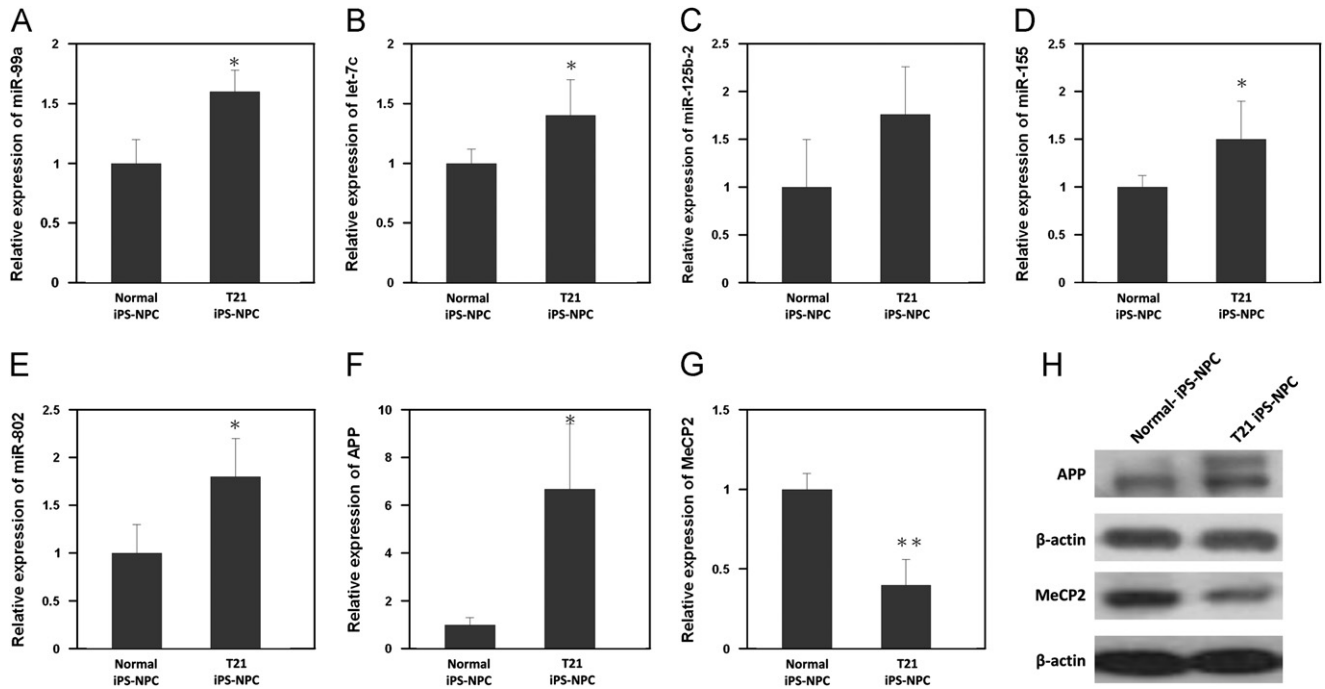 A
Relative expression of miR-99a
2
1.5
1
0.5
0
*
Normal
iPS-NPC
T21
iPS-NPC
B
Relative expression of let-7c
2
1.5
1
0.5
0
*
Normal
iPS-NPC
T21
iPS-NPC
C
Relative expression of miR-125b-2
2.5
2
1.5
1
0.5
0
Normal
iPS-NPC
T21
iPS-NPC
D
Relative expression of miR-155
2.5
2
1.5
1
0.5
0
*
Normal
iPS-NPC
T21
iPS-NPC
E
Relative expression of miR-802
2.5
2
1.5
1
0.5
0
*
Normal
iPS-NPC
T21
iPS-NPC
F
Relative expression of APP
10
8
6
4
2
0
*
Normal
iPS-NPC
T21
iPS-NPC
G
Relative expression of MeCP2
1.5
1
0.5
0
**
Normal
iPS-NPC
T21
iPS-NPC
H
Normal- iPS-NPC
T21 iPS-NPC
APP
β-actin
MeCP2
β-actin